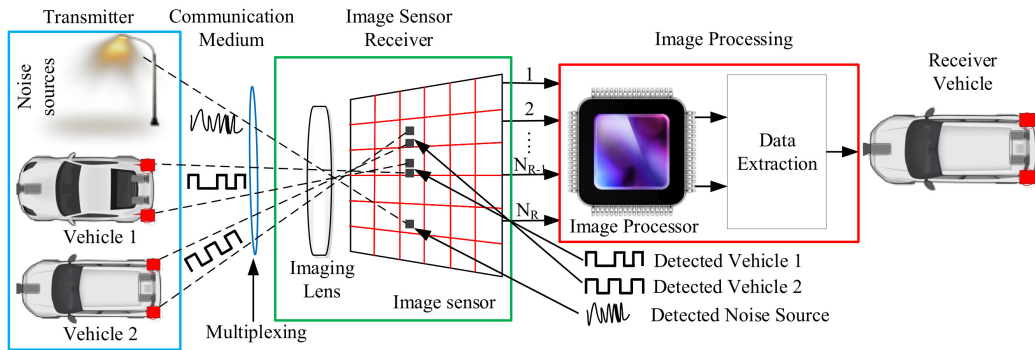 Transmitter
Communication
Medium
Image Sensor
Receiver
Image Processing
Receiver
Vehicle
Noise
sources
Vehicle 1
Vehicle 2
Multiplexing
Imaging
Lens
Image sensor
1
2
N_R-1
N_R
Image Processor
Data
Extraction
Detected Vehicle 1
Detected Vehicle 2
Detected Noise Source